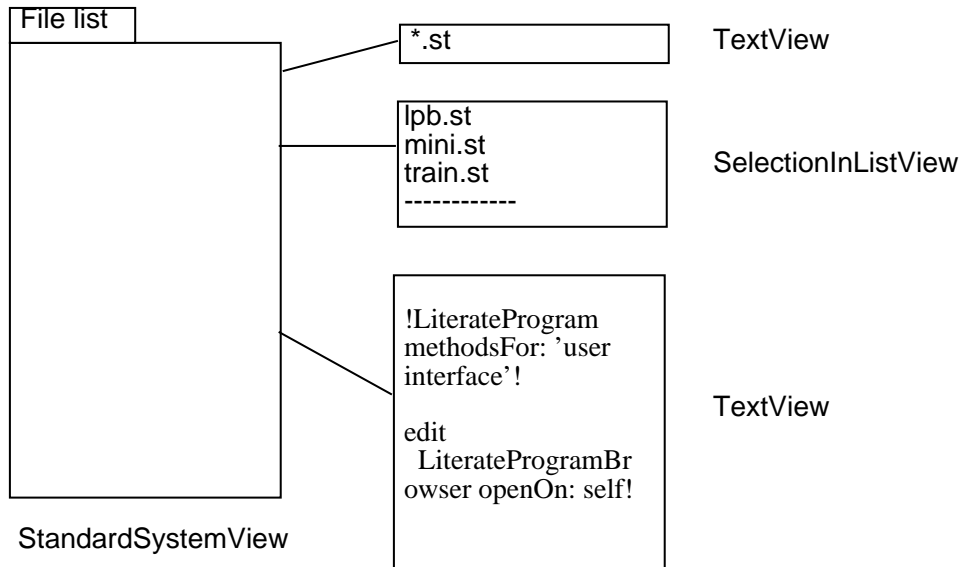 File list
*.st
TextView
lpb.st
mini.st
train.st
------------
SelectionInListView
!LiterateProgram
methodsFor: ’user
interface’!
edit
LiterateProgramBr
owser openOn: self!
TextView
StandardSystemView